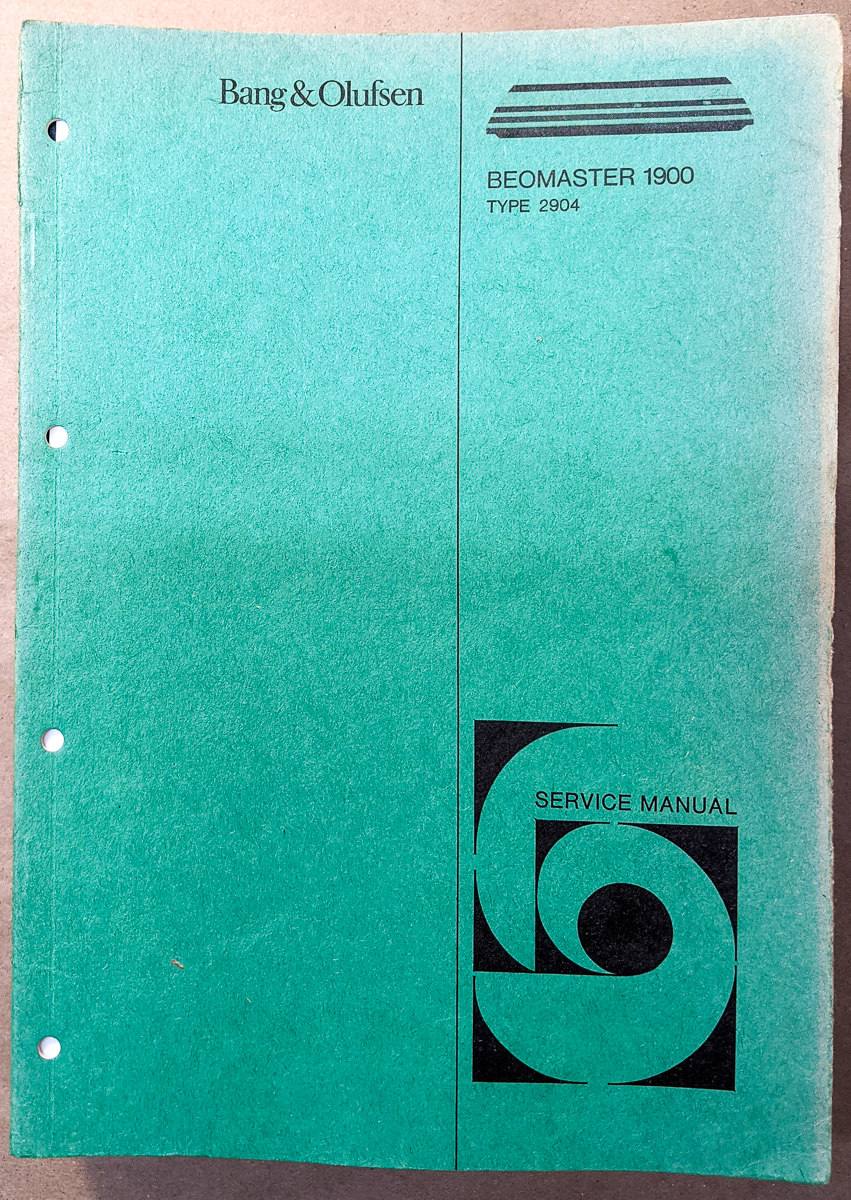 Bang & Olufsen
BEOMASTER 1900
TYPE 2904
SERVICE MANUAL